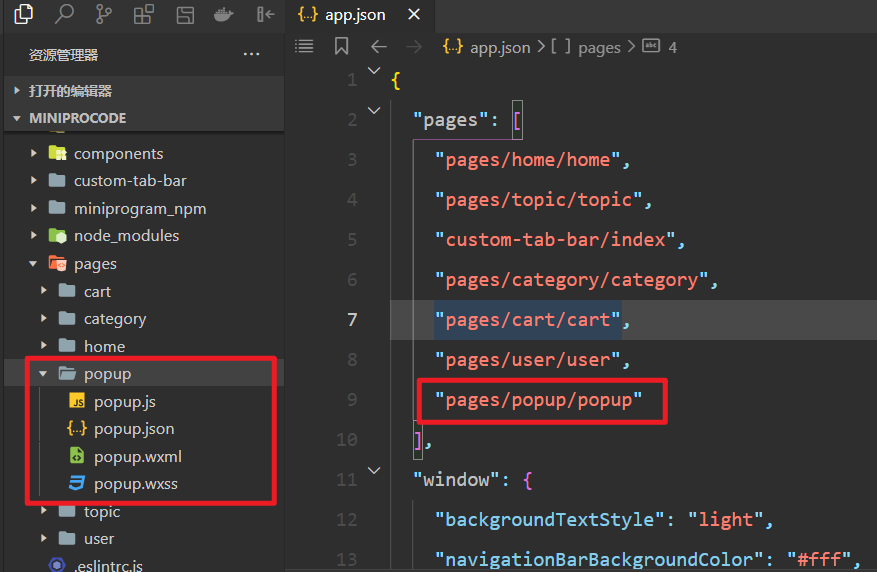 app.json
资源管理器
app.json > [ ] pages > abc 4
打开的编辑器
MINIPROCODE
components
custom-tab-bar
miniprogram_npm
node_modules
pages
cart
category
home
popup
popup.js
popup.json
popup.wxml
popup.wxss
topic
user
.eslintrc.js
1 {
2 "pages": [
3 "pages/home/home",
4 "pages/topic/topic",
5 "custom-tab-bar/index",
6 "pages/category/category",
7 "pages/cart/cart",
8 "pages/user/user",
9 "pages/popup/popup"
10 ],
11 "window": {
12 "backgroundTextStyle": "light",
13 "navigationBarBackgroundColor": "#fff",